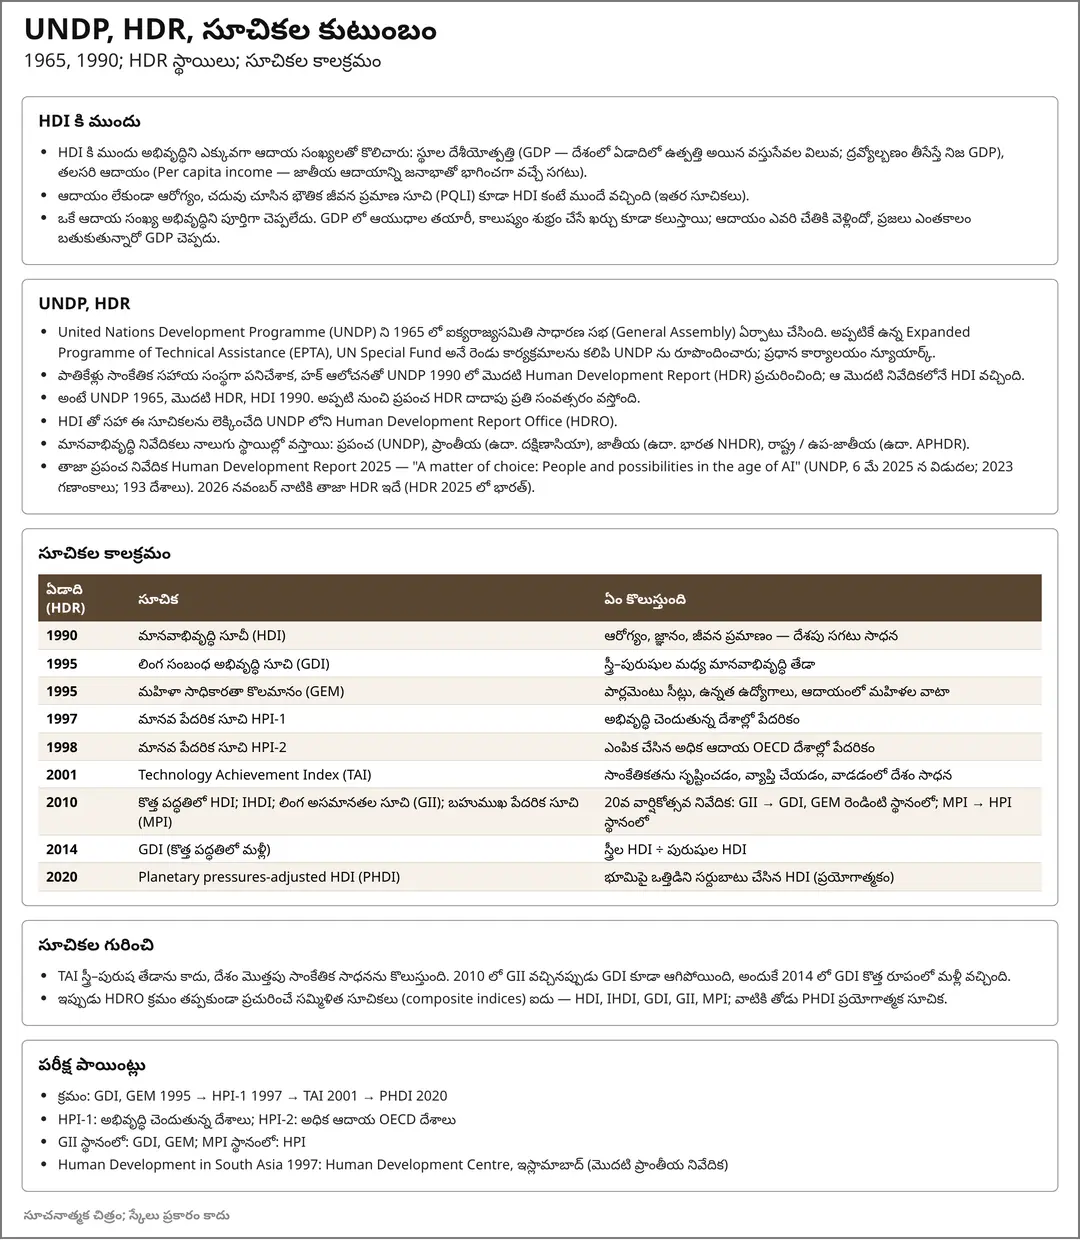 UNDP, HDR, సూచికల కుటుంబం
1965, 1990; HDR స్థాయిలు; సూచికల కాలక్రమం
HDI కి ముందు
• HDI కి ముందు అభివృద్ధిని ఎక్కువగా ఆదాయ సంఖ్యలతో కొలిచారు: స్థూల దేశీయోత్పత్తి (GDP — దేశంలో ఏడాదిలో ఉత్పత్తి అయిన వస్తుసేవల విలువ; ద్రవ్యోల్బణం తీసేస్తే నిజ GDP),
తలసరి ఆదాయం (Per capita income — జాతీయ ఆదాయాన్ని జనాభాతో భాగించగా వచ్చే సగటు).
• ఆదాయం లేకుండా ఆరోగ్యం, చదువు చూసిన భౌతిక జీవన ప్రమాణ సూచి (PQLI) కూడా HDI కంటే ముందే వచ్చింది (ఇతర సూచికలు).
• ఒకే ఆదాయ సంఖ్య అభివృద్ధిని పూర్తిగా చెప్పలేదు. GDP లో ఆయుధాల తయారీ, కాలుష్యం శుభ్రం చేసే ఖర్చు కూడా కలుస్తాయి; ఆదాయం ఎవరి చేతికి వెళ్లిందో, ప్రజలు ఎంతకాలం
బతుకుతున్నారో GDP చెప్పదు.
UNDP, HDR
• United Nations Development Programme (UNDP) ని 1965 లో ఐక్యరాజ్యసమితి సాధారణ సభ (General Assembly) ఏర్పాటు చేసింది. అప్పటికే ఉన్న Expanded
Programme of Technical Assistance (EPTA), UN Special Fund అనే రెండు కార్యక్రమాలను కలిపి UNDP ను రూపొందించారు; ప్రధాన కార్యాలయం న్యూయార్క్.
• పాతికేళ్లు సాంకేతిక సహాయ సంస్థగా పనిచేశాక, హక్ ఆలోచనతో UNDP 1990 లో మొదటి Human Development Report (HDR) ప్రచురించింది; ఆ మొదటి నివేదికలోనే HDI వచ్చింది.
• అంటే UNDP 1965, మొదటి HDR, HDI 1990. అప్పటి నుంచి ప్రపంచ HDR దాదాపు ప్రతి సంవత్సరం వస్తోంది.
• HDI తో సహా ఈ సూచికలను లెక్కించేది UNDP లోని Human Development Report Office (HDRO).
• మానవాభివృద్ధి నివేదికలు నాలుగు స్థాయిల్లో వస్తాయి: ప్రపంచ (UNDP), ప్రాంతీయ (ఉదా. దక్షిణాసియా), జాతీయ (ఉదా. భారత NHDR), రాష్ట్ర / ఉప-జాతీయ (ఉదా. APHDR).
• తాజా ప్రపంచ నివేదిక Human Development Report 2025 — "A matter of choice: People and possibilities in the age of AI" (UNDP, 6 మే 2025 న విడుదల; 2023
గణాంకాలు; 193 దేశాలు). 2026 నవంబర్ నాటికి తాజా HDR ఇదే (HDR 2025 లో భారత్).
సూచికల కాలక్రమం
ఏడాది (HDR) సూచిక ఏం కొలుస్తుంది
1990 మానవాభివృద్ధి సూచీ (HDI) ఆరోగ్యం, జ్ఞానం, జీవన ప్రమాణం — దేశపు సగటు సాధన
1995 లింగ సంబంధ అభివృద్ధి సూచి (GDI) స్త్రీ–పురుషుల మధ్య మానవాభివృద్ధి తేడా
1995 మహిళా సాధికారతా కొలమానం (GEM) పార్లమెంటు సీట్లు, ఉన్నత ఉద్యోగాలు, ఆదాయంలో మహిళల వాటా
1997 మానవ పేదరిక సూచి HPI-1 అభివృద్ధి చెందుతున్న దేశాల్లో పేదరికం
1998 మానవ పేదరిక సూచి HPI-2 ఎంపిక చేసిన అధిక ఆదాయ OECD దేశాల్లో పేదరికం
2001 Technology Achievement Index (TAI) సాంకేతికతను సృష్టించడం, వ్యాప్తి చేయడం, వాడడంలో దేశం సాధన
2010 కొత్త పద్ధతిలో HDI; IHDI; లింగ అసమానతల సూచి (GII); బహుముఖ పేదరిక సూచి (MPI) 20వ వార్షికోత్సవ నివేదిక: GII → GDI, GEM రెండింటి స్థానంలో; MPI → HPI స్థానంలో
2014 GDI (కొత్త పద్ధతిలో మళ్లీ) స్త్రీల HDI ÷ పురుషుల HDI
2020 Planetary pressures-adjusted HDI (PHDI) భూమిపై ఒత్తిడిని సర్దుబాటు చేసిన HDI (ప్రయోగాత్మకం)
సూచికల గురించి
• TAI స్త్రీ–పురుష తేడాను కాదు, దేశం మొత్తపు సాంకేతిక సాధనను కొలుస్తుంది. 2010 లో GII వచ్చినప్పుడు GDI కూడా ఆగిపోయింది, అందుకే 2014 లో GDI కొత్త రూపంలో మళ్లీ వచ్చింది.
• ఇప్పుడు HDRO క్రమం తప్పకుండా ప్రచురించే సమ్మిళిత సూచికలు (composite indices) ఐదు — HDI, IHDI, GDI, GII, MPI; వాటికి తోడు PHDI ప్రయోగాత్మక సూచిక.
పరీక్ష పాయింట్లు
• క్రమం: GDI, GEM 1995 → HPI-1 1997 → TAI 2001 → PHDI 2020
• HPI-1: అభివృద్ధి చెందుతున్న దేశాలు; HPI-2: అధిక ఆదాయ OECD దేశాలు
• GII స్థానంలో: GDI, GEM; MPI స్థానంలో: HPI
• Human Development in South Asia 1997: Human Development Centre, ఇస్లామాబాద్ (మొదటి ప్రాంతీయ నివేదిక)
సూచనాత్మక చిత్రం; స్కేలు ప్రకారం కాదు